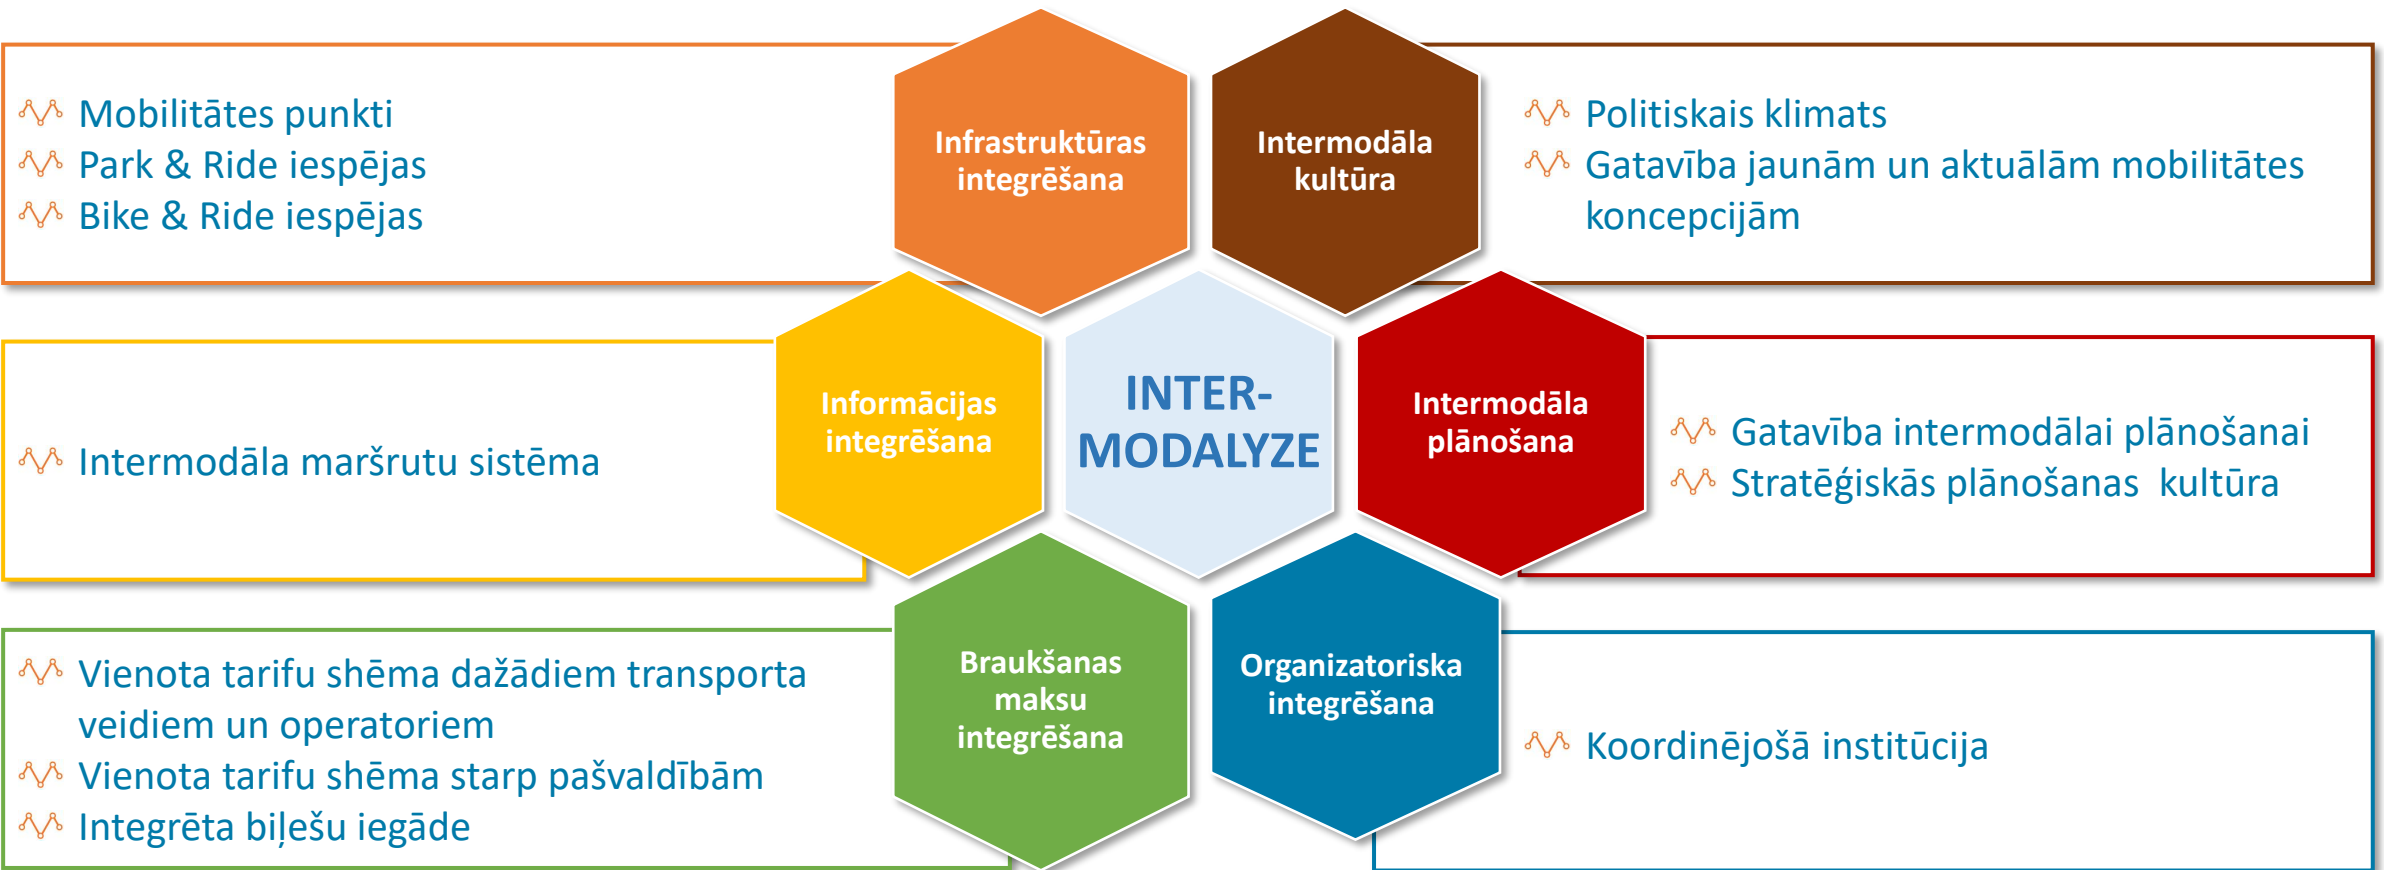 Mobilitātes punkti
Park & Ride iespējas
Bike & Ride iespējas
Infrastruktūras
integrēšana
Intermodāla
kultūra
Politiskais klimats
Gatavība jaunām un aktuālām mobilitātes
koncepcijām
Intermodāla maršrutu sistēma
Informācijas
integrēšana
INTER-
MODALYZE
Intermodāla
plānošana
Gatavība intermodālai plānošanai
Stratēģiskās plānošanas kultūra
Vienota tarifu shēma dažādiem transporta
veidiem un operatoriem
Vienota tarifu shēma starp pašvaldībām
Integrēta biļešu iegāde
Braukšanas
maksu
integrēšana
Organizatoriska
integrēšana
Koordinējošā institūcija